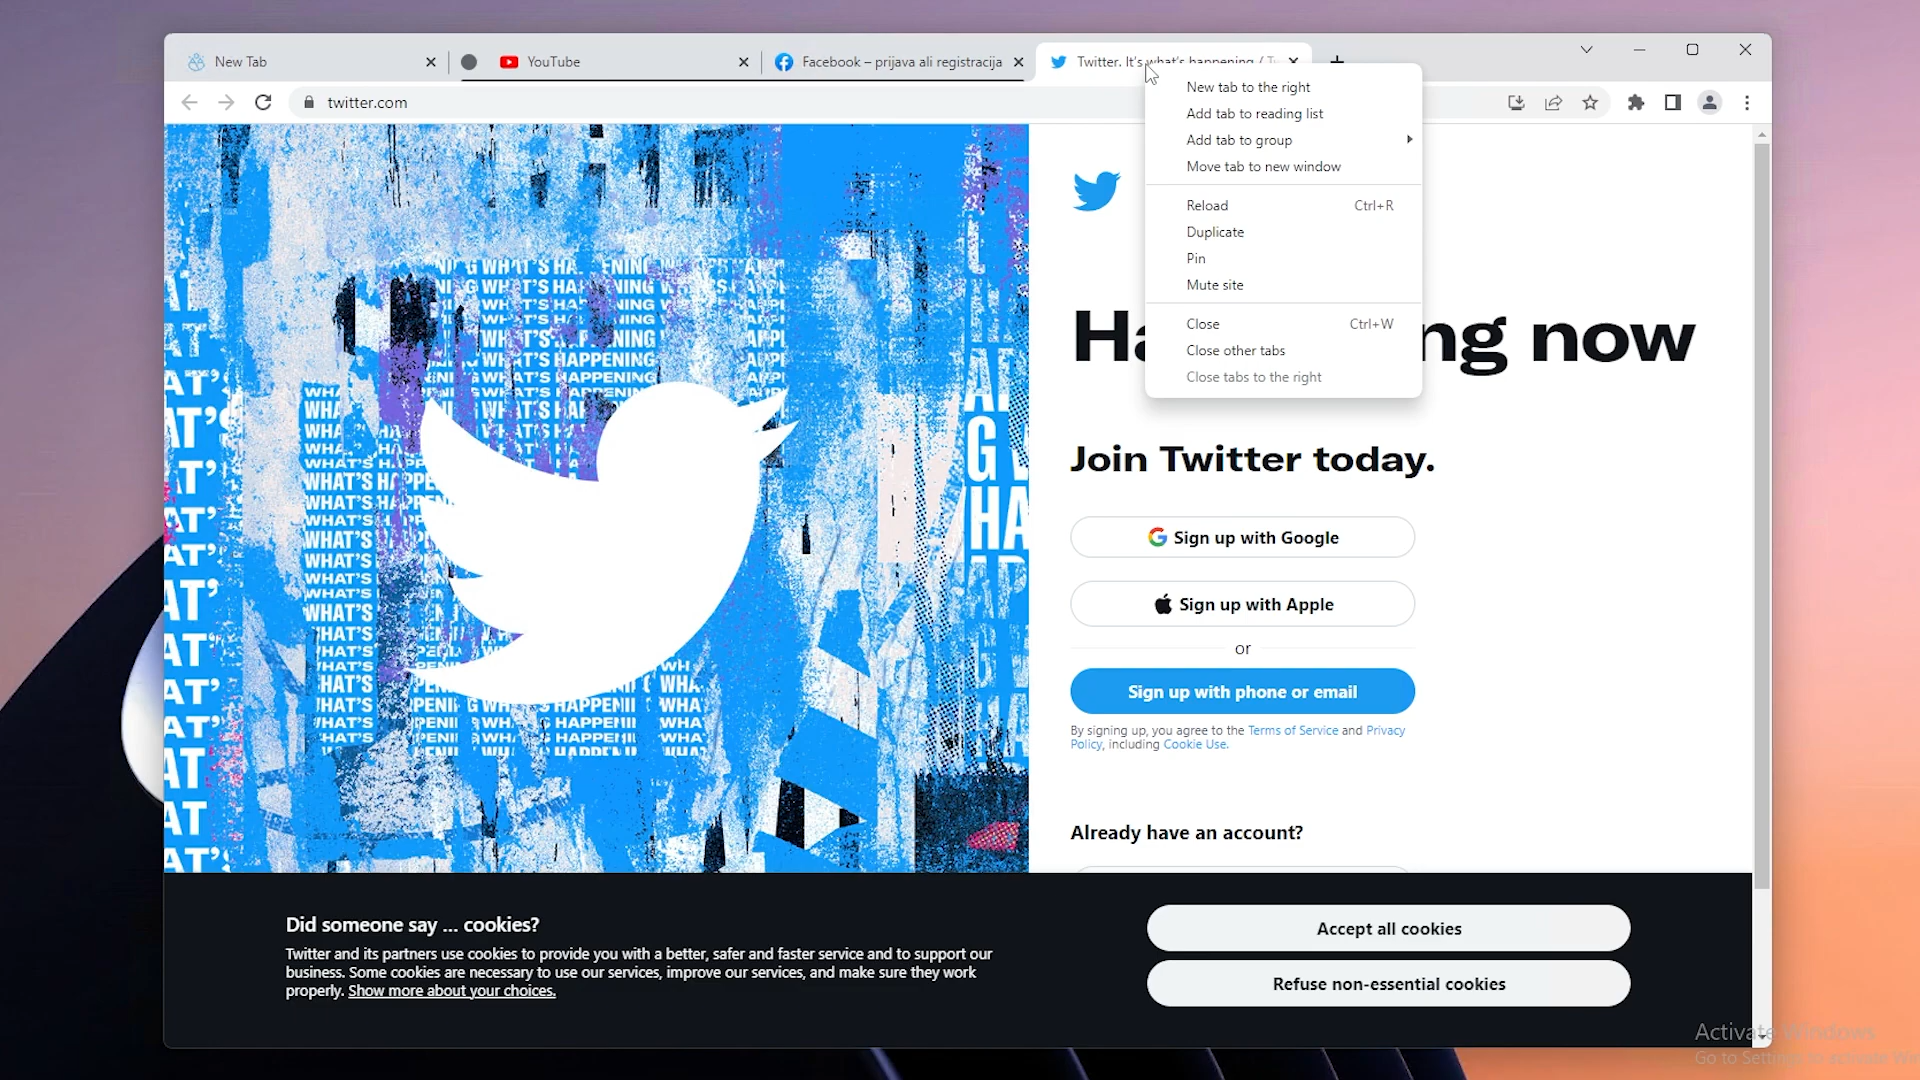 New Tab
YouTube
Facebook – prijava ali registracija
Twitter. It's what's happening /
twitter.com
New tab to the right
Add tab to reading list
Add tab to group
Move tab to new window
Reload Ctrl+R
Duplicate
Pin
Mute site
Close Ctrl+W
Close other tabs
Close tabs to the right
now
Join Twitter today.
Sign up with Google
Sign up with Apple
or
Sign up with phone or email
By signing up, you agree to the Terms of Service and Privacy
Policy, including Cookie Use.
Already have an account?
Did someone say ... cookies?
Twitter and its partners use cookies to provide you with a better, safer and faster service and to support our
business. Some cookies are necessary to use our services, improve our services, and make sure they work
properly. Show more about your choices.
Accept all cookies
Refuse non-essential cookies
Activate Windows
Go to Settings to activate